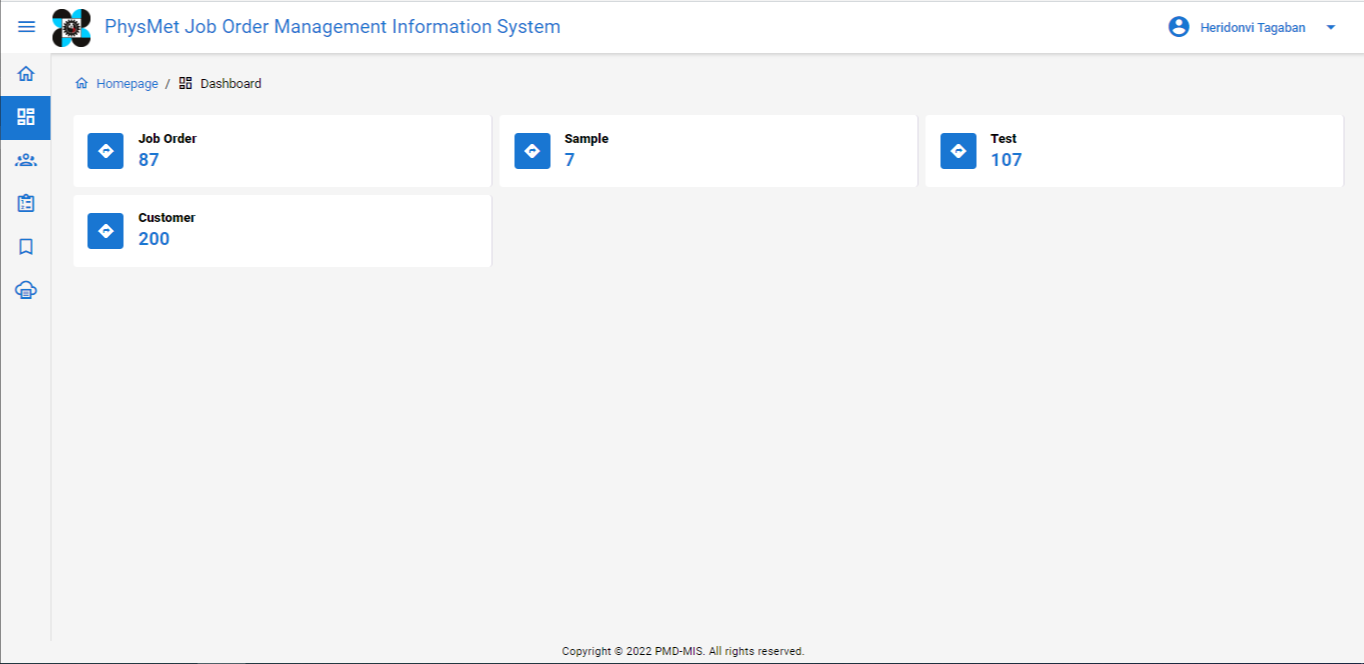 PhysMet Job Order Management Information System
Heridonvi Tagaban
Homepage / Dashboard
Job Order
87
Sample
7
Test
107
Customer
200
Copyright © 2022 PMD-MIS. All rights reserved.